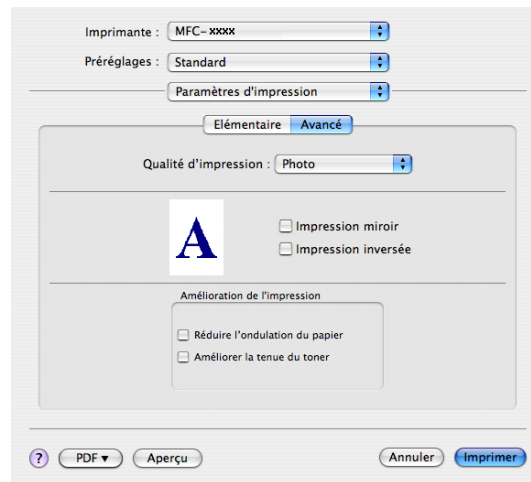 Imprimante : MFC-xxxx
Préréglages : Standard
Paramètres d'impression
Elémentaire Avancé
Qualité d'impression : Photo
A
Impression miroir
Impression inversée
Amélioration de l'impression
Réduire l'ondulation du papier
Améliorer la tenue du toner
? PDF▼ Aperçu Annuler Imprimer